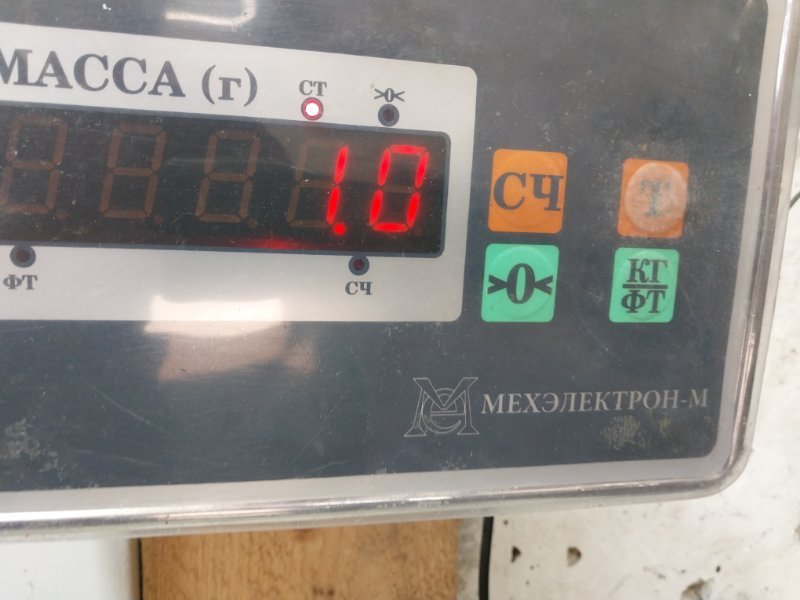 МАССА (г)
СТ
>0<
1.0
ФТ
СЧ
СЧ
Т
>0<
КГ
ФТ
МЕХЭЛЕКТРОН-М